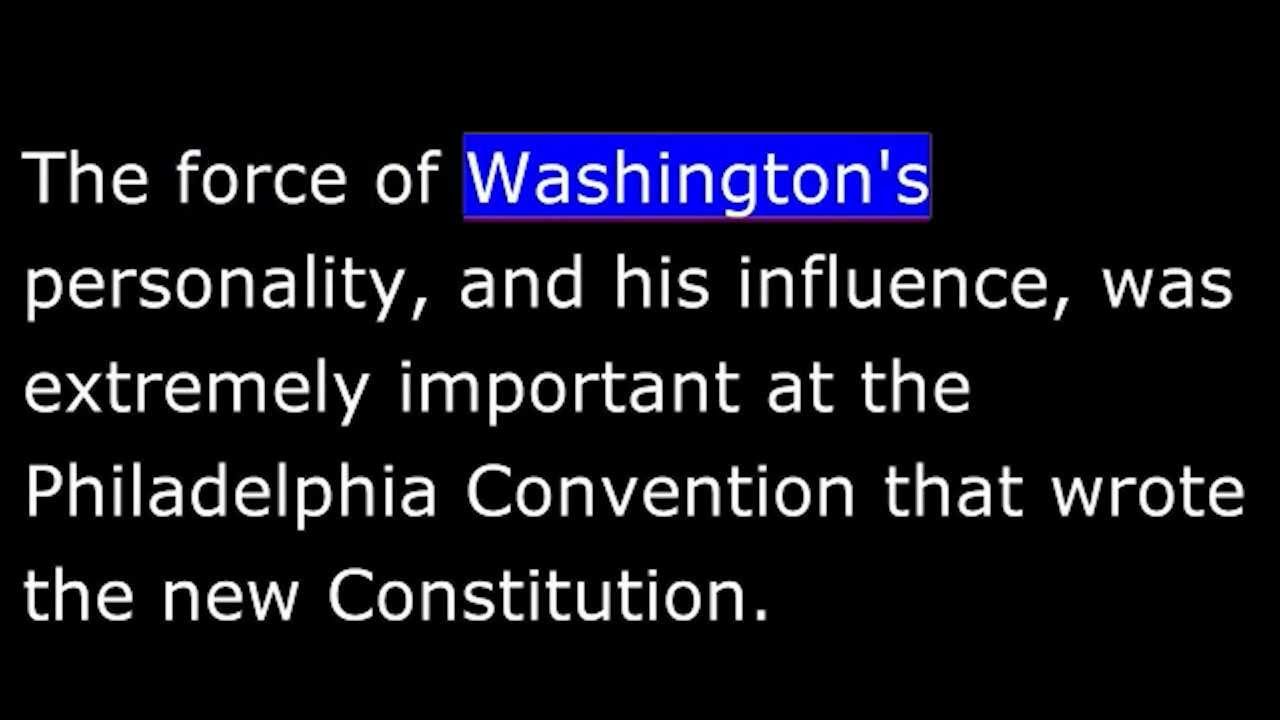 The force of Washington's
personality, and his influence, was
extremely important at the
Philadelphia Convention that wrote
the new Constitution.